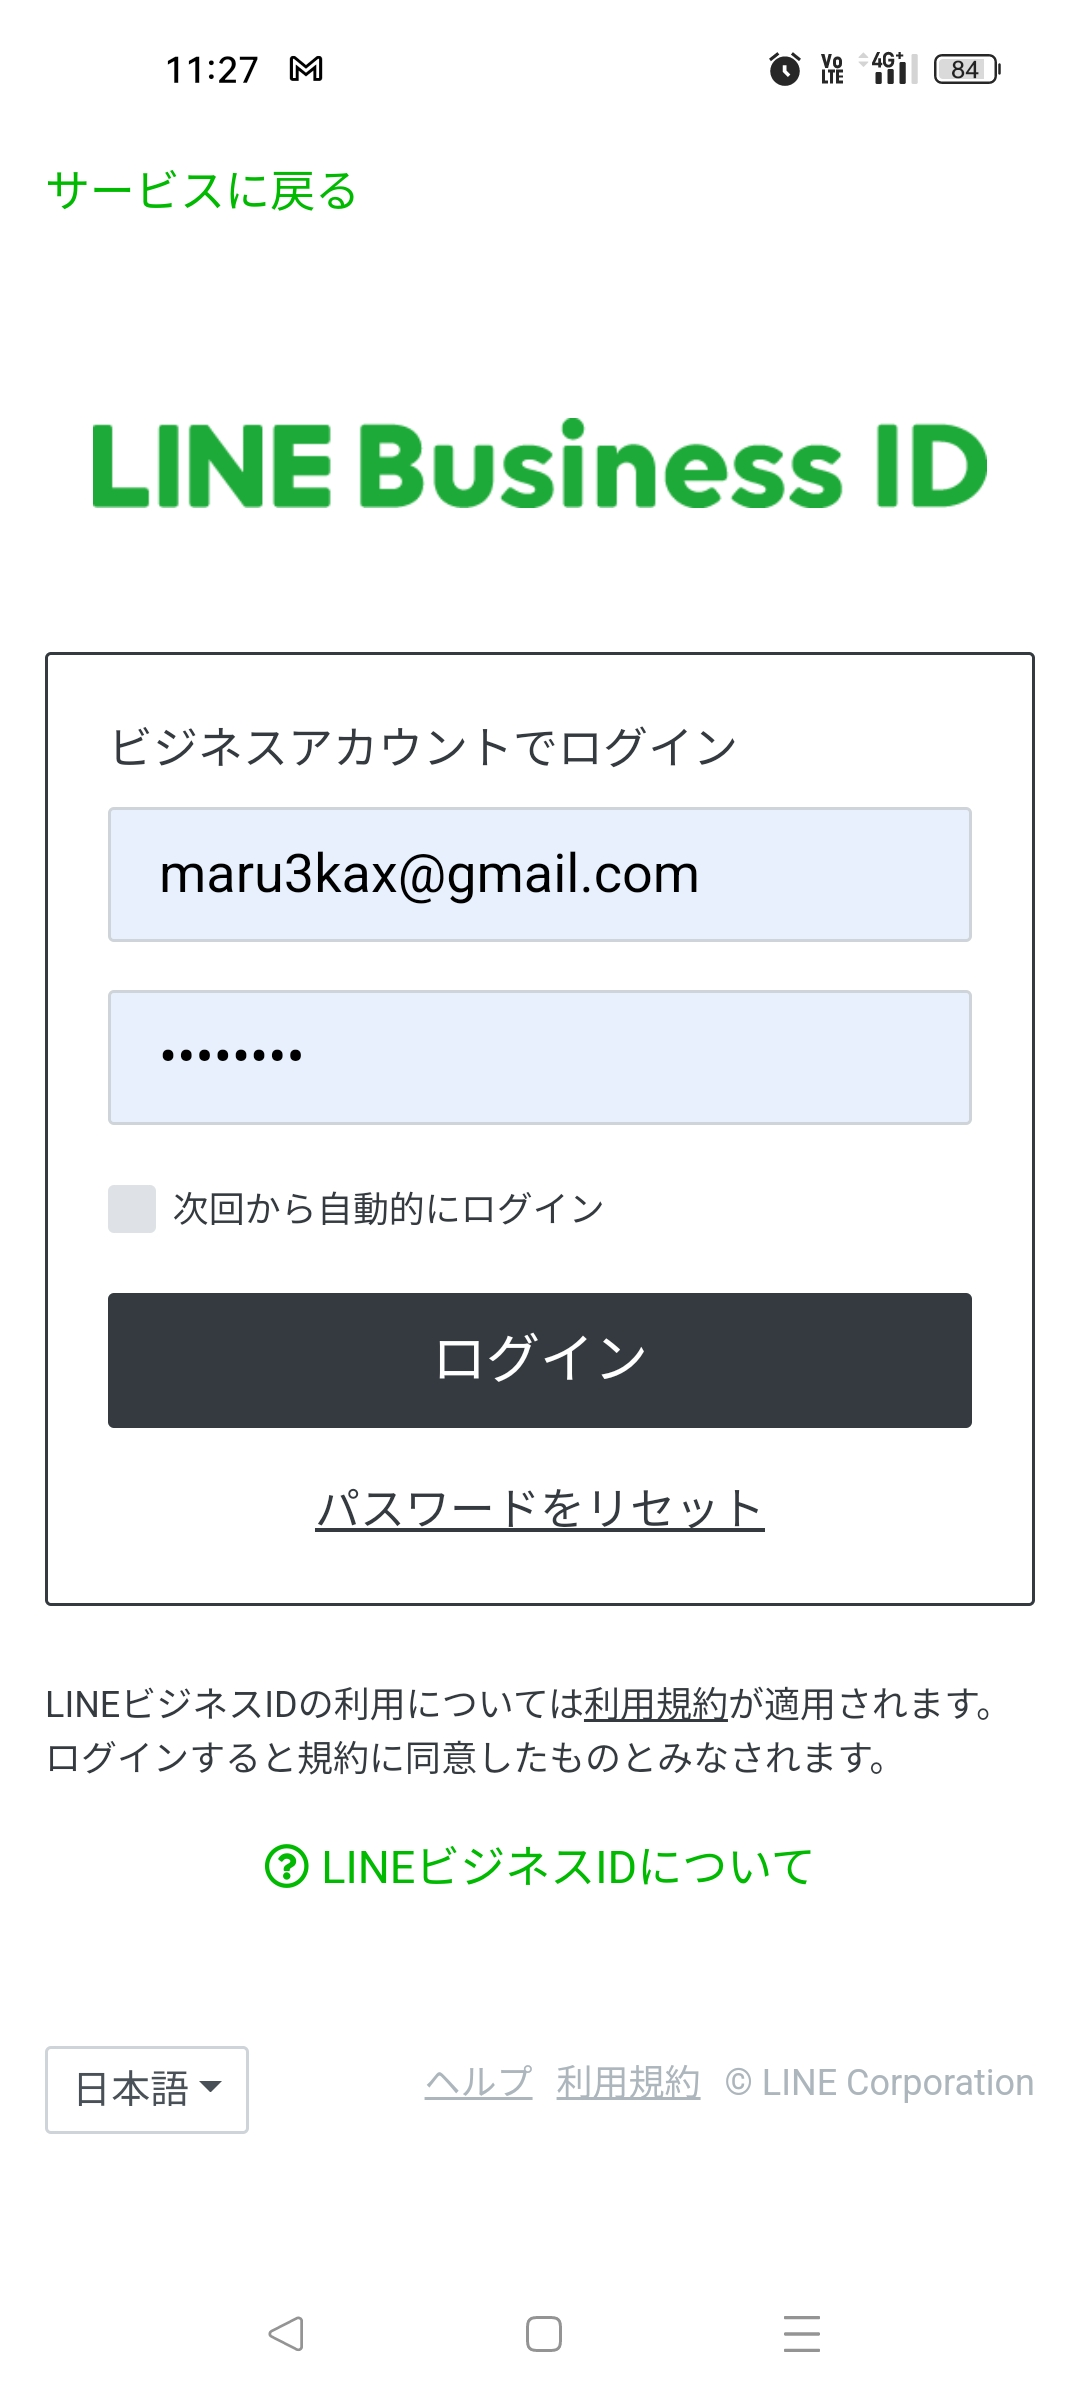 11:27
Vo LTE 4G+ 84
サービスに戻る
LINE Business ID
ビジネスアカウントでログイン
maru3kax@gmail.com
••••••••
次回から自動的にログイン
ログイン
パスワードをリセット
LINEビジネスIDの利用については利用規約が適用されます。
ログインすると規約に同意したものとみなされます。
LINEビジネスIDについて
日本語 ヘルプ 利用規約 © LINE Corporation